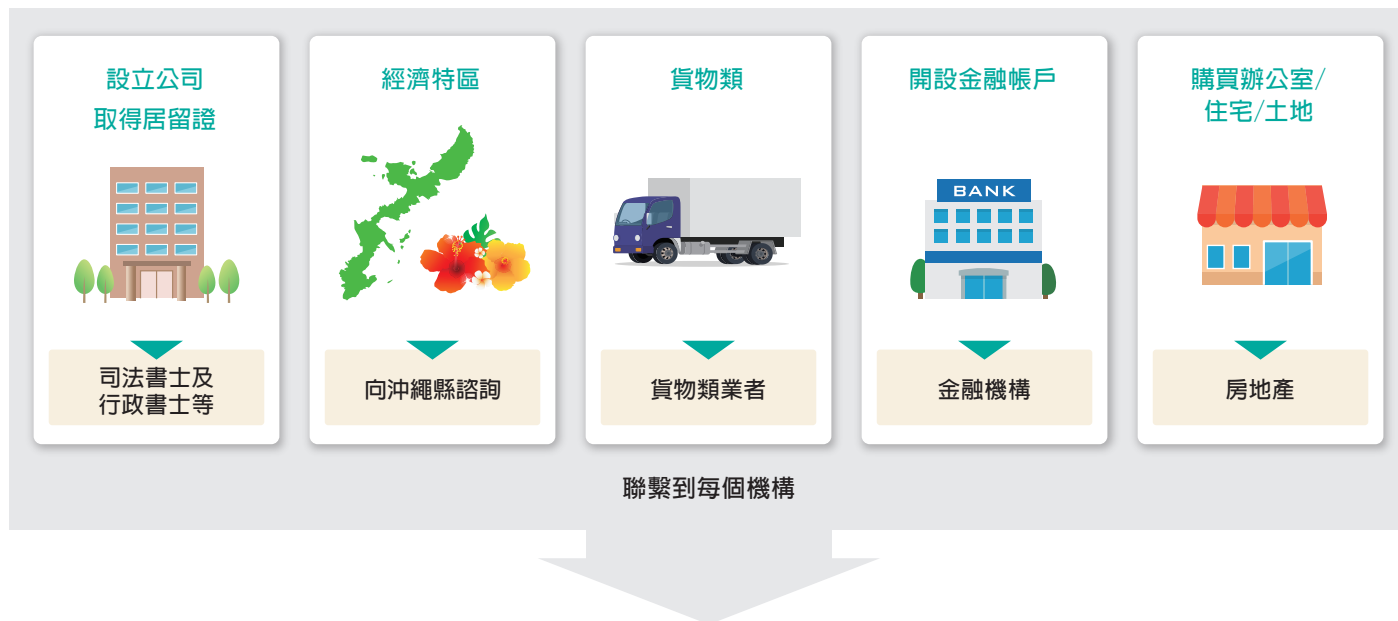 設立公司
取得居留證
司法書士及
行政書士等
經濟特區
向沖繩縣諮詢
貨物類
貨物類業者
開設金融帳戶
BANK
金融機構
購買辦公室/
住宅/土地
房地產
聯繫到每個機構